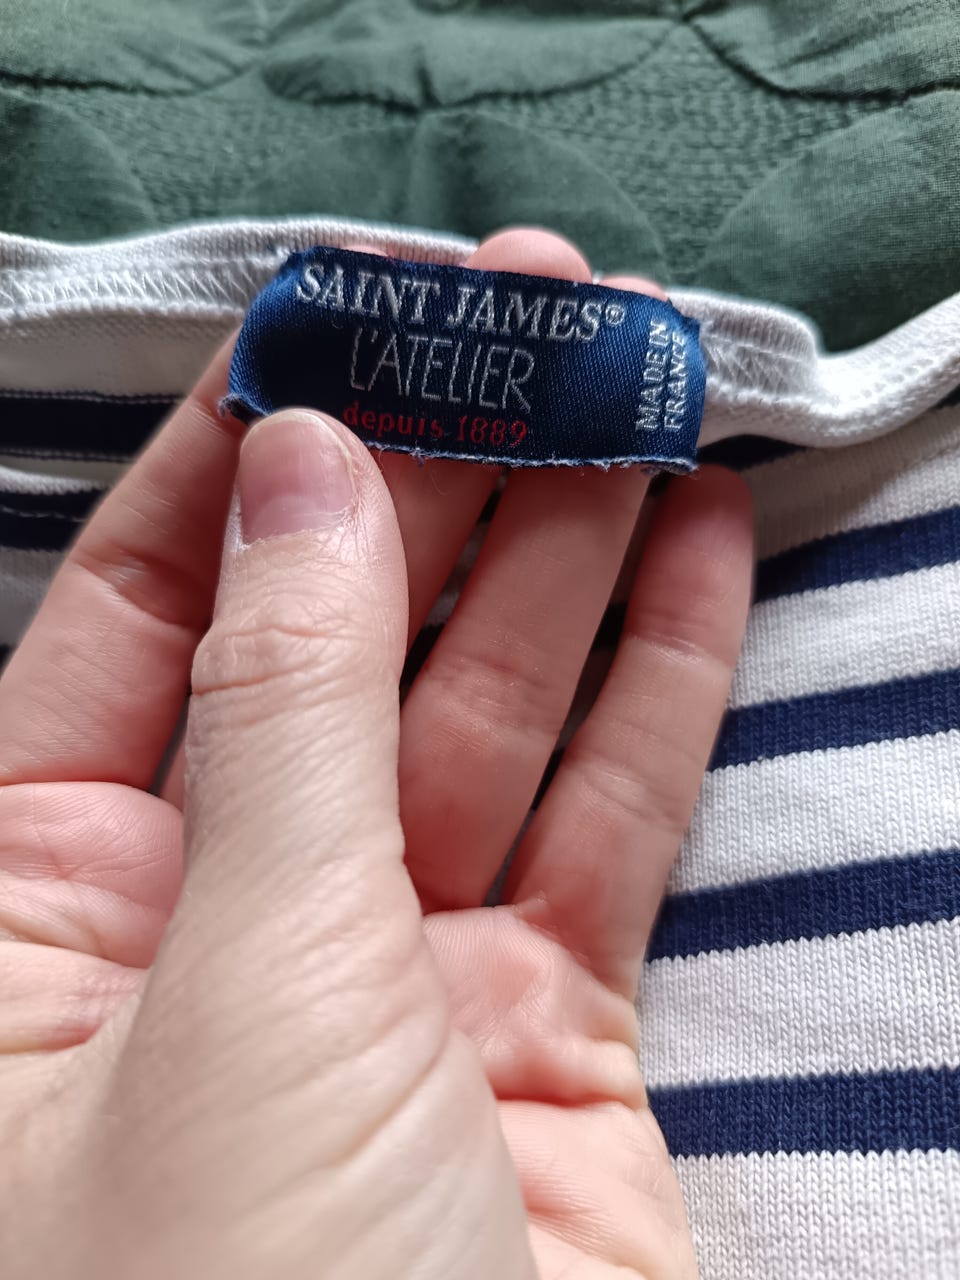 SAINT JAMES®
L'ATELIER
depuis 1889
MADE IN
FRANCE